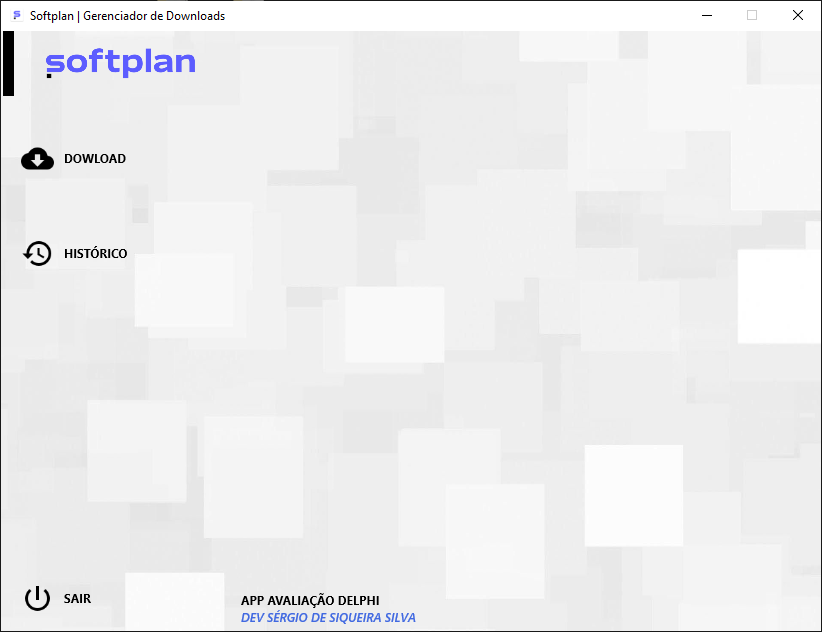 Softplan | Gerenciador de Downloads
softplan
DOWLOAD
HISTÓRICO
SAIR
APP AVALIAÇÃO DELPHI
DEV SÉRGIO DE SIQUEIRA SILVA